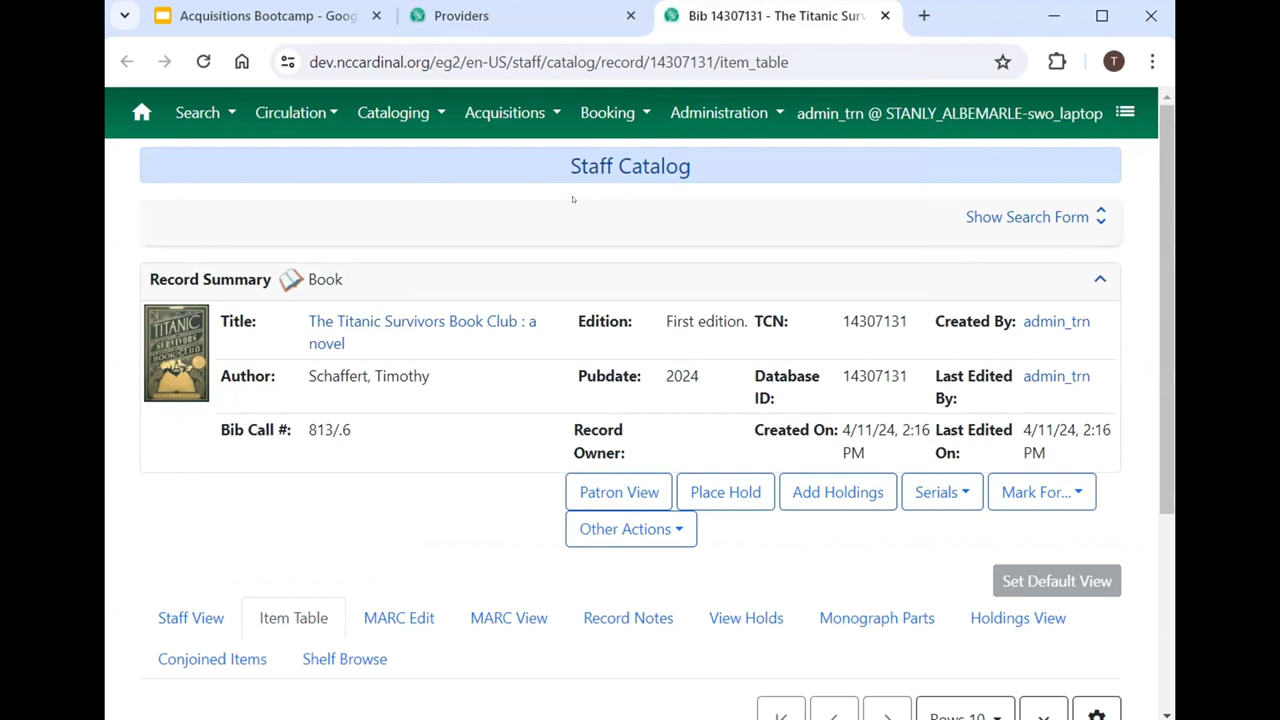 Acquisitions Bootcamp - Goog
Providers
Bib 14307131 - The Titanic Surv
dev.nccardinal.org/eg2/en-US/staff/catalog/record/14307131/item_table
T
Search Circulation Cataloging Acquisitions Booking Administration admin_trn @ STANLY_ALBEMARLE-swo_laptop
Staff Catalog
Show Search Form
Record Summary Book
TITANIC
SURVIVORS
BOOK CLUB
Title: The Titanic Survivors Book Club : a novel
Edition: First edition. TCN: 14307131 Created By: admin_trn
Author: Schaffert, Timothy Pubdate: 2024 Database ID: 14307131 Last Edited By: admin_trn
Bib Call #: 813/.6 Record Owner: Created On: 4/11/24, 2:16 PM Last Edited On: 4/11/24, 2:16 PM
Patron View Place Hold Add Holdings Serials Mark For...
Other Actions
Set Default View
Staff View Item Table MARC Edit MARC View Record Notes View Holds Monograph Parts Holdings View
Conjoined Items Shelf Browse
Rows 10